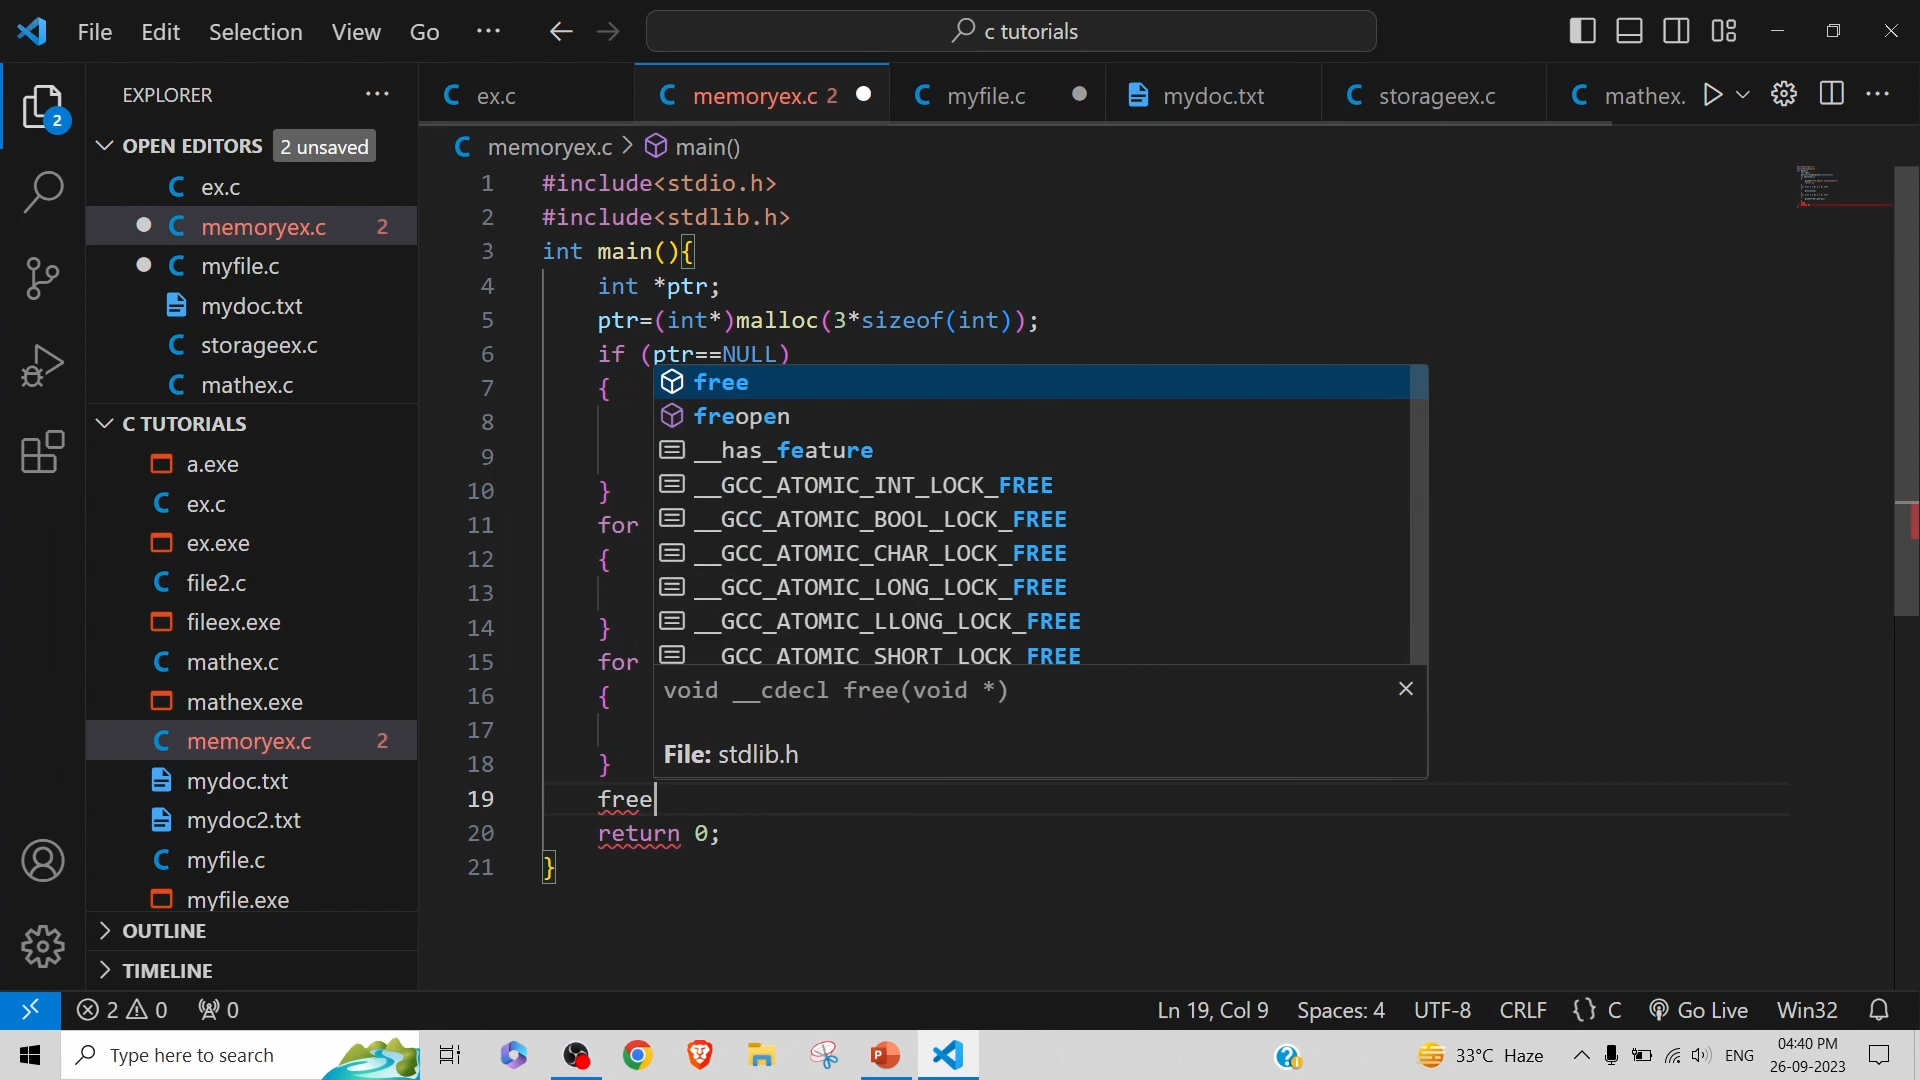 File Edit Selection View Go ... c tutorials
EXPLORER ...
ex.c memoryex.c 2 myfile.c mydoc.txt storageex.c mathex.
OPEN EDITORS 2 unsaved
ex.c
memoryex.c 2
myfile.c
mydoc.txt
storageex.c
mathex.c
C TUTORIALS
a.exe
ex.c
ex.exe
file2.c
fileex.exe
mathex.c
mathex.exe
memoryex.c 2
mydoc.txt
mydoc2.txt
myfile.c
myfile.exe
OUTLINE
TIMELINE
2
memoryex.c > main()
1 #include<stdio.h>
2 #include<stdlib.h>
3 int main(){
4 int *ptr;
5 ptr=(int*)malloc(3*sizeof(int));
6 if (ptr==NULL)
7 {
8
9
10 }
11 for
12 {
13
14 }
15 for
16 {
17
18 }
19 free
20 return 0;
21 }
free
freopen
__has_feature
__GCC_ATOMIC_INT_LOCK_FREE
__GCC_ATOMIC_BOOL_LOCK_FREE
__GCC_ATOMIC_CHAR_LOCK_FREE
__GCC_ATOMIC_LONG_LOCK_FREE
__GCC_ATOMIC_LLONG_LOCK_FREE
__GCC_ATOMIC_SHORT_LOCK_FREE
void __cdecl free(void *)
File: stdlib.h
2 0 0 Ln 19, Col 9 Spaces: 4 UTF-8 CRLF {} C Go Live Win32
Type here to search 33°C Haze ENG 04:40 PM
26-09-2023